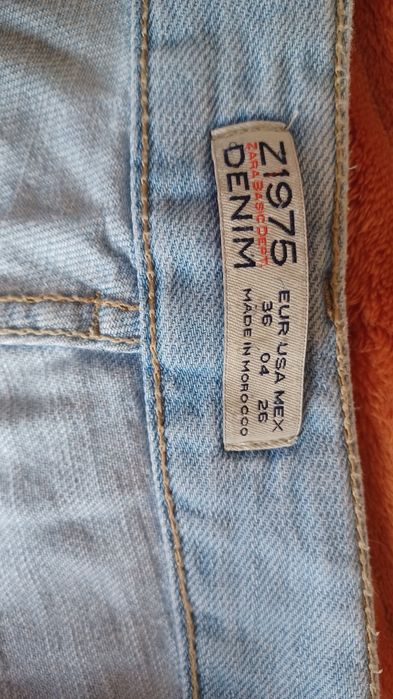 Z1975
ZARA BASIC DEPT.
DENIM
EUR USA MEX
36 04 26
MADE IN MOROCCO